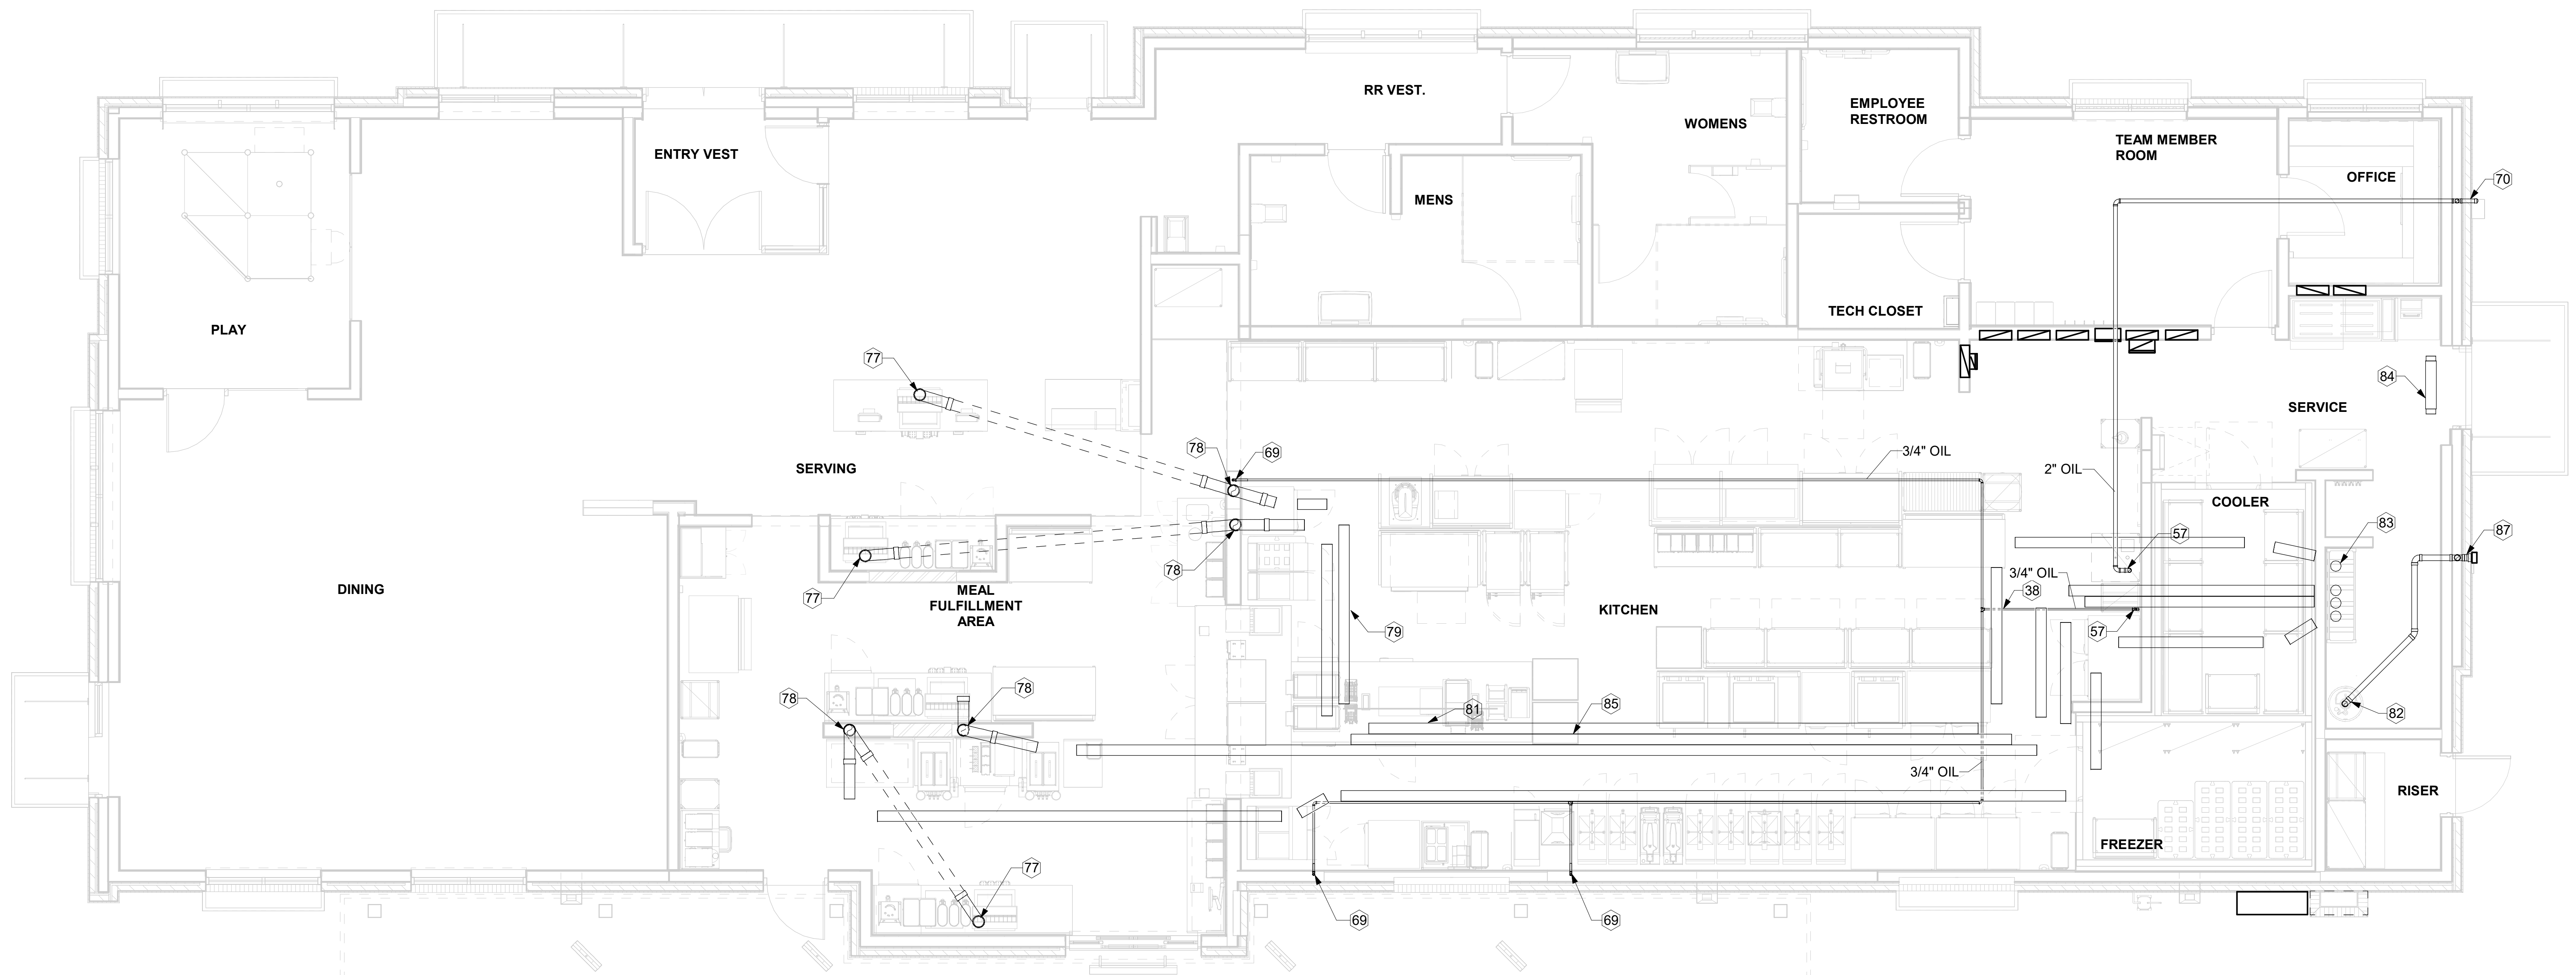 RR VEST.
EMPLOYEE
RESTROOM
WOMENS
TEAM MEMBER
ROOM
ENTRY VEST
OFFICE
70
MENS
TECH CLOSET
PLAY
77
84
SERVICE
78
69
3/4" OIL
SERVING
2" OIL
COOLER
83
87
57
78
3/4" OIL
38
DINING
77
MEAL
FULFILLMENT
AREA
KITCHEN
79
57
78
78
81
85
82
3/4" OIL
RISER
FREEZER
77
69
69